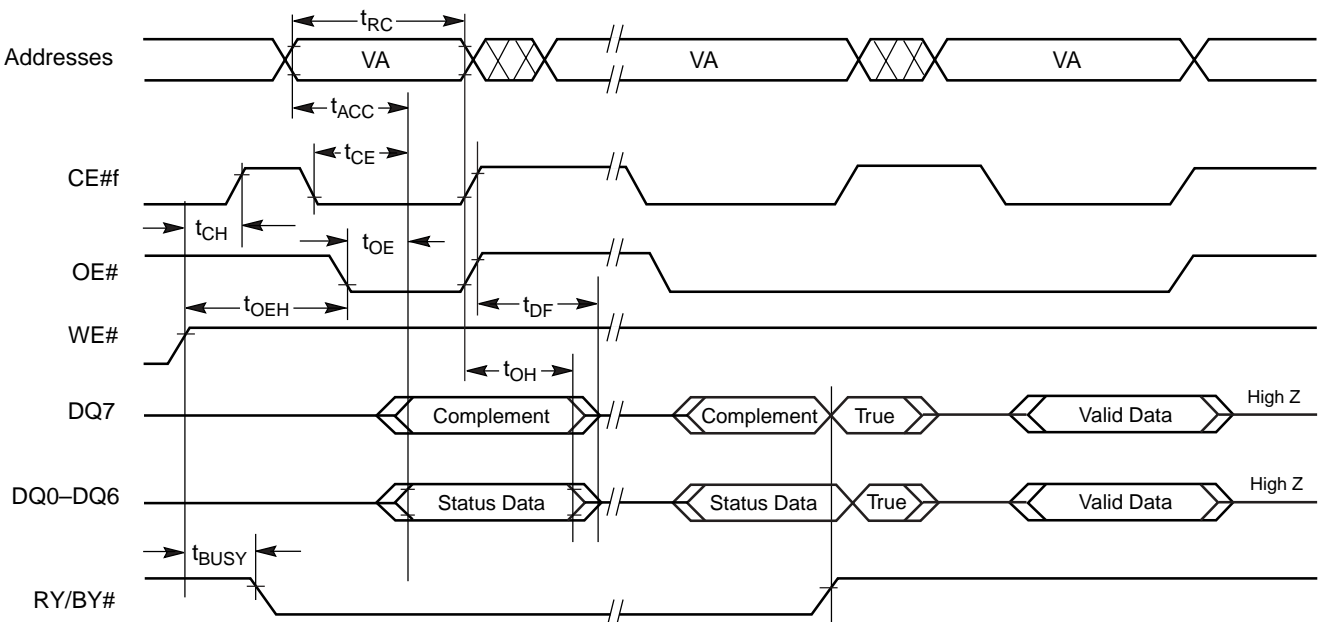 tRC
Addresses VA VA VA
tACC
tCE
CE#f
tCH
tOE
OE#
tOEH
tDF
WE#
tOH
DQ7 Complement Complement True Valid Data High Z
DQ0–DQ6 Status Data Status Data True Valid Data High Z
tBUSY
RY/BY#